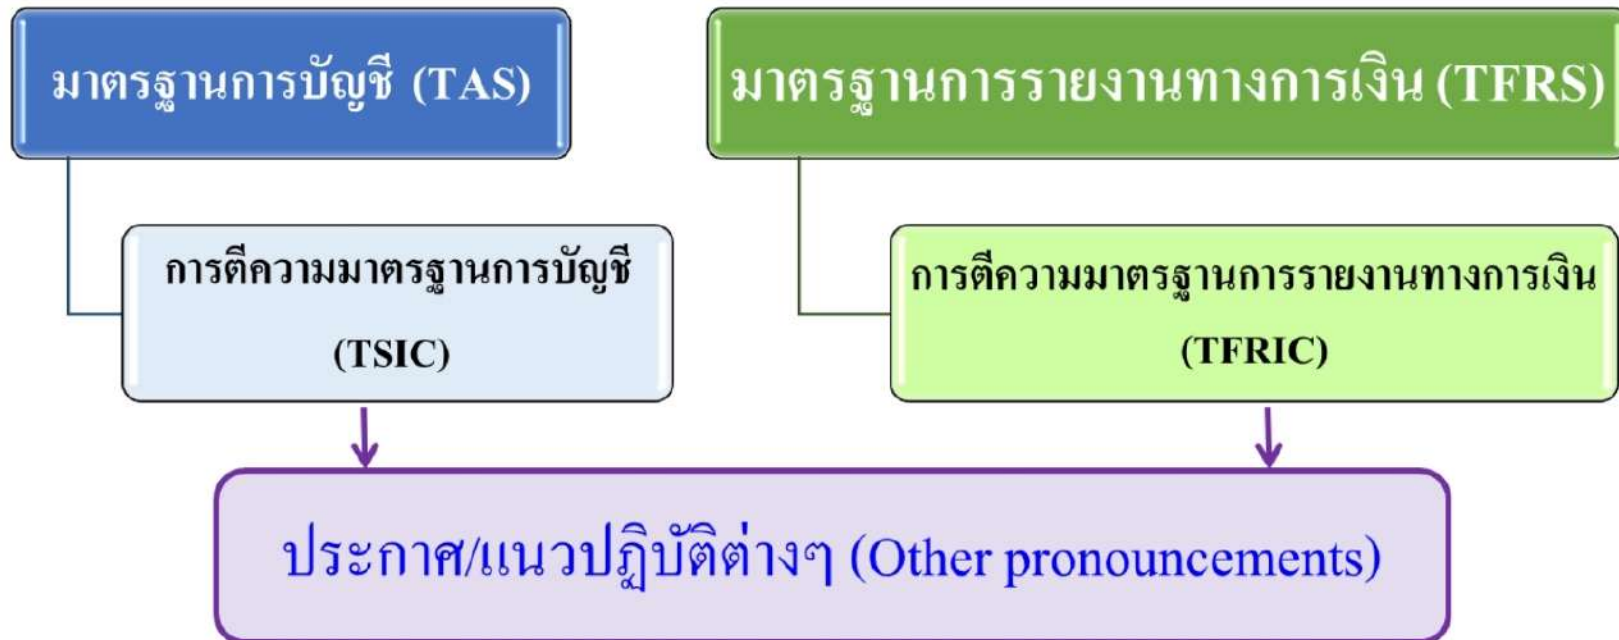 มาตรฐานการบัญชี (TAS)
มาตรฐานการรายงานทางการเงิน (TFRS)
การตีความมาตรฐานการบัญชี
(TSIC)
การตีความมาตรฐานการรายงานทางการเงิน
(TFRIC)
ประกาศ/แนวปฏิบัติต่างๆ (Other pronouncements)